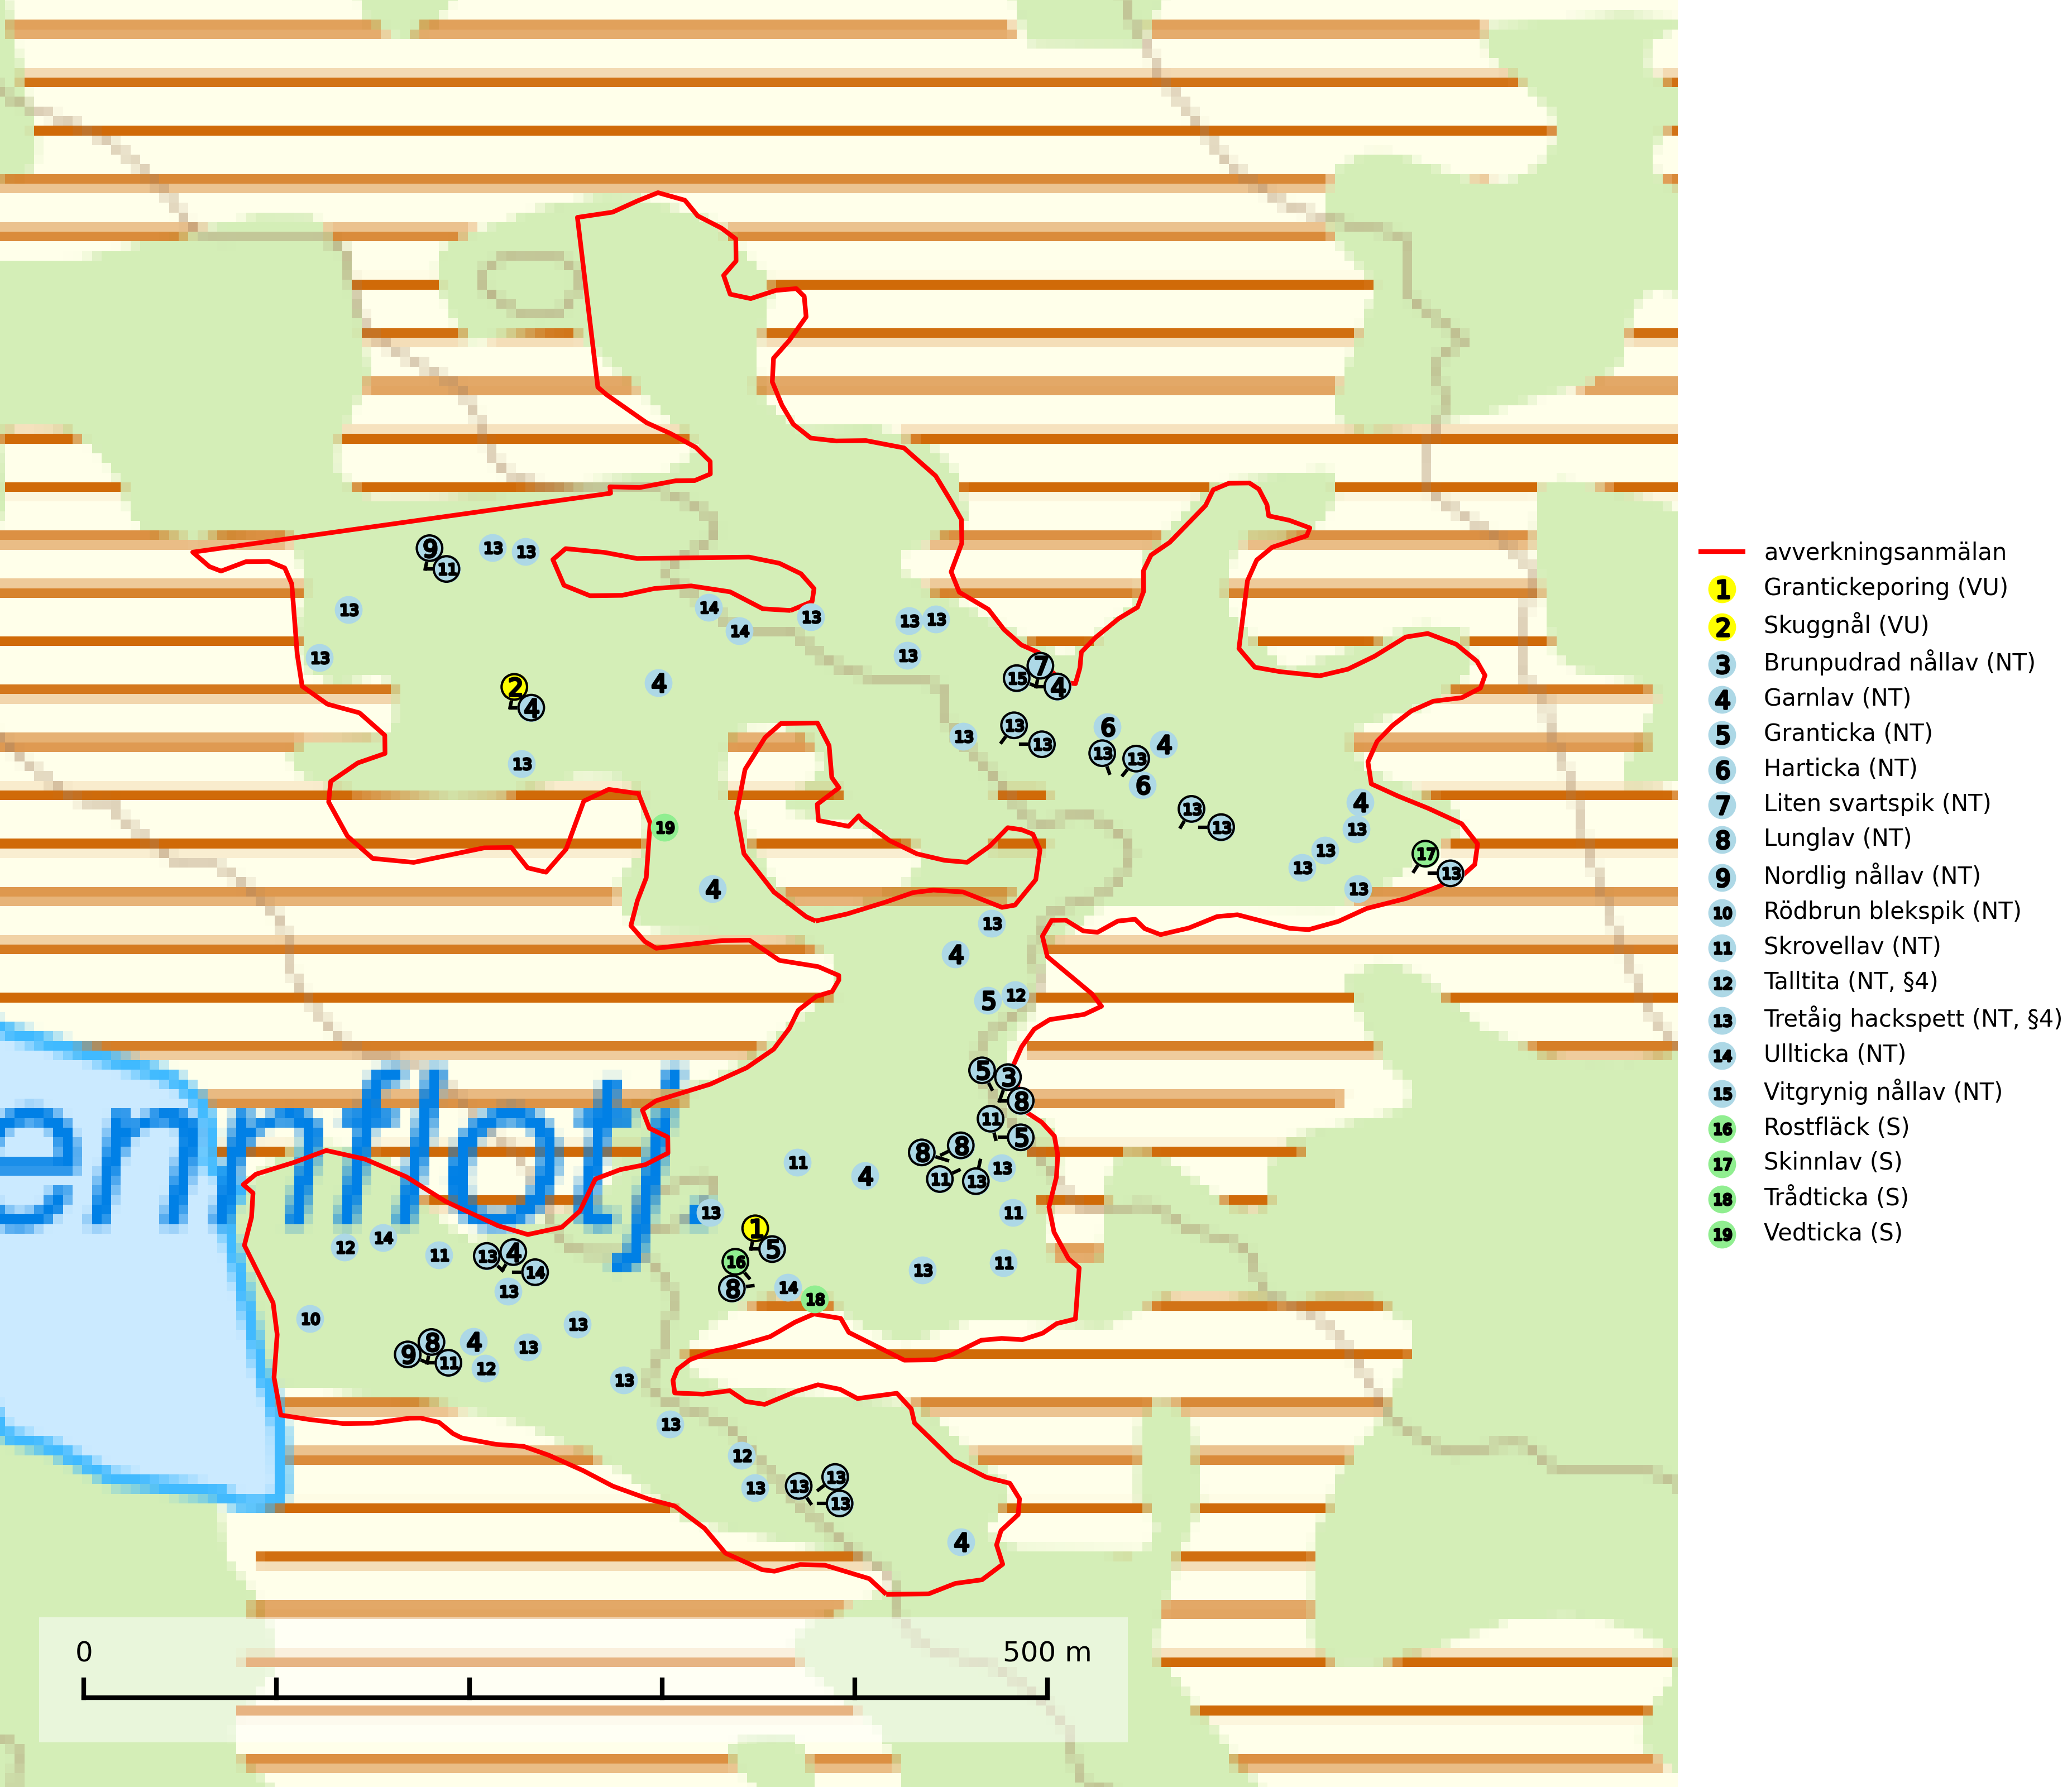 avverkningsanmälan
1 Grantickeporing (VU)
2 Skuggnål (VU)
3 Brunpudrad nållav (NT)
4 Garnlav (NT)
5 Granticka (NT)
6 Harticka (NT)
7 Liten svartspik (NT)
8 Lunglav (NT)
9 Nordlig nållav (NT)
10 Rödbrun blekspik (NT)
11 Skrovellav (NT)
12 Talltita (NT, §4)
13 Tretåig hackspett (NT, §4)
14 Ullticka (NT)
15 Vitgrynig nållav (NT)
16 Rostfläck (S)
17 Skinnlav (S)
18 Trådticka (S)
19 Vedticka (S)
9 13 13
11
13
14 13 13 13
14
13 13
7
15 4
2 4
4
13 13
13
6
13 13 4
13
6
13 13
4
13
19
13
17
13
13
4 13
13
4
5 12
5 3
8
11
5
8 8
11 4 13
11 13
13 11
ennflotj.
1
5
12 14 11 13 4
14
16
8 14 18
13 11
13
10 13
8 4 13
9 11 12
13
13
12
13 13 13
13
4
0 500 m